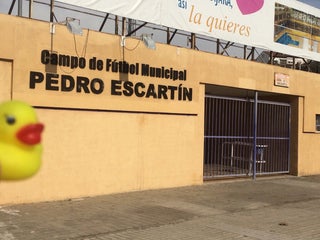 la quieres
Campo de Fútbol Municipal
PEDRO ESCARTÍN